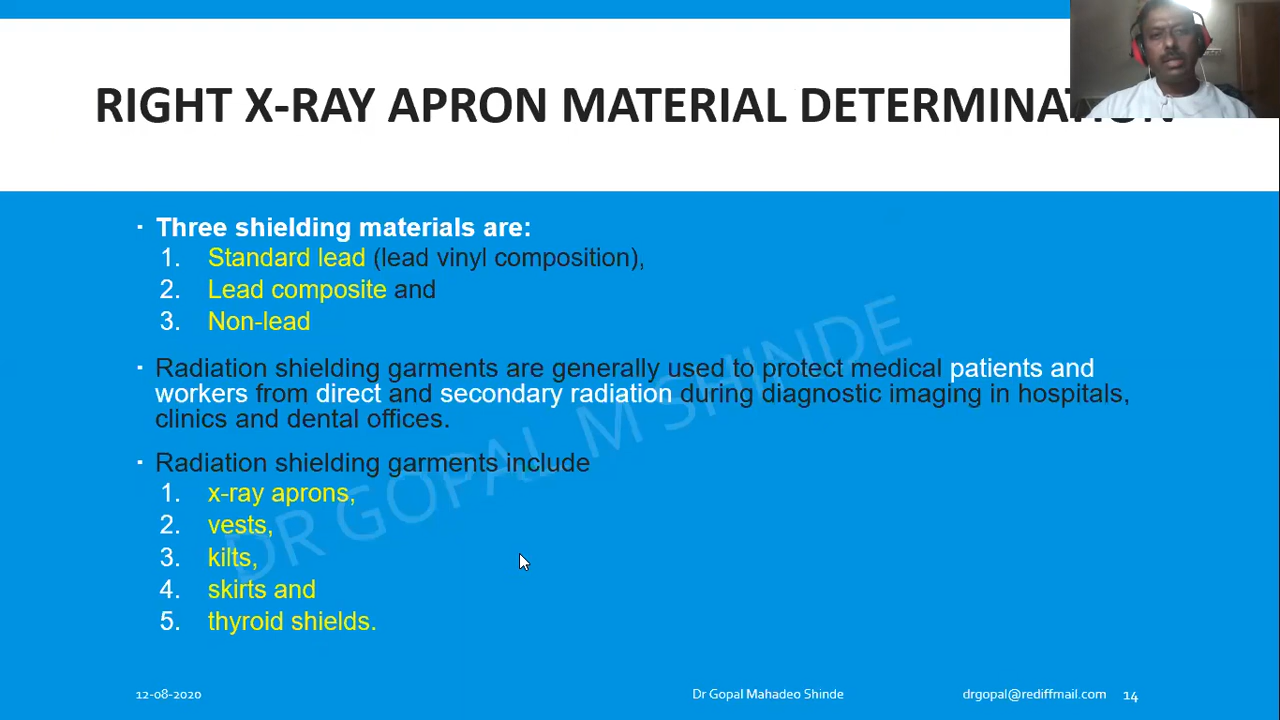 RIGHT X-RAY APRON MATERIAL DETERMINATION
Three shielding materials are:
1. Standard lead (lead vinyl composition),
2. Lead composite and
3. Non-lead
Radiation shielding garments are generally used to protect medical patients and
workers from direct and secondary radiation during diagnostic imaging in hospitals,
clinics and dental offices.
Radiation shielding garments include
1. x-ray aprons,
2. vests,
3. kilts,
4. skirts and
5. thyroid shields.
DR GOPAL M SHINDE
12-08-2020 Dr Gopal Mahadeo Shinde drgopal@rediffmail.com 14